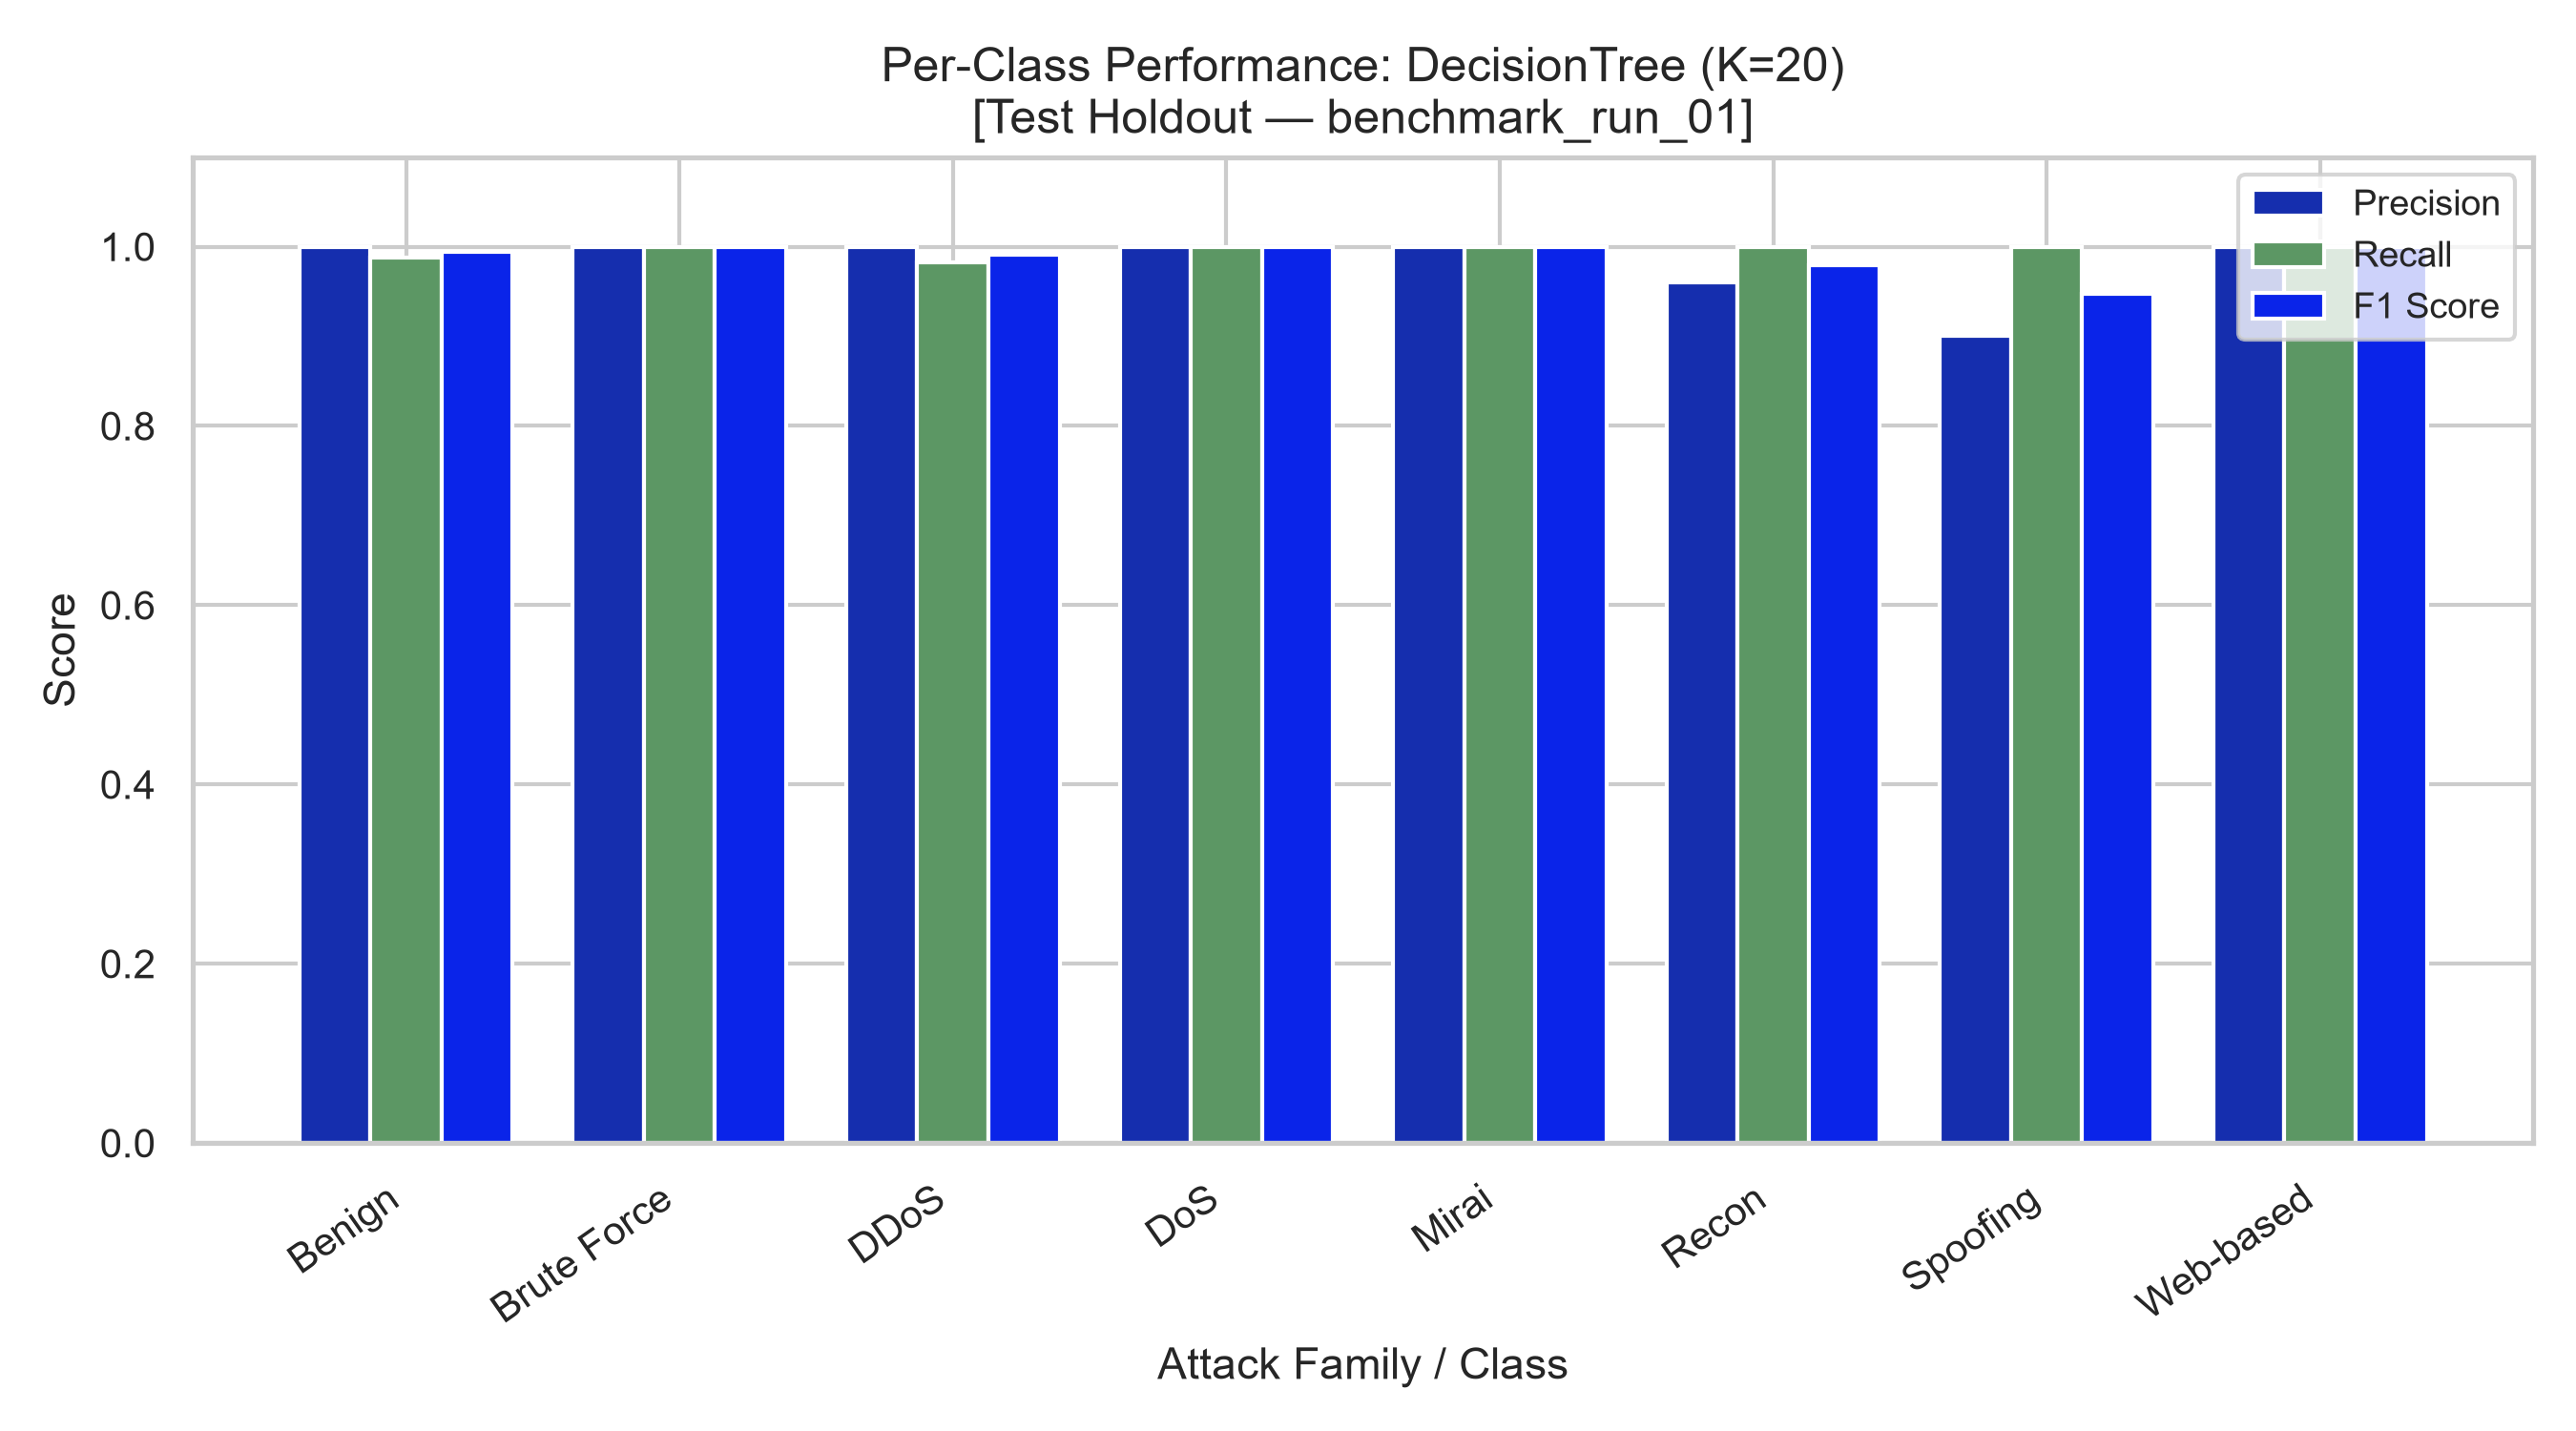 Per-Class Performance: DecisionTree (K=20)
[Test Holdout — benchmark_run_01]
Precision
Recall
F1 Score
1.0
0.8
0.6
0.4
0.2
0.0
Score
Benign
Brute Force
DDoS
DoS
Mirai
Recon
Spoofing
Web-based
Attack Family / Class